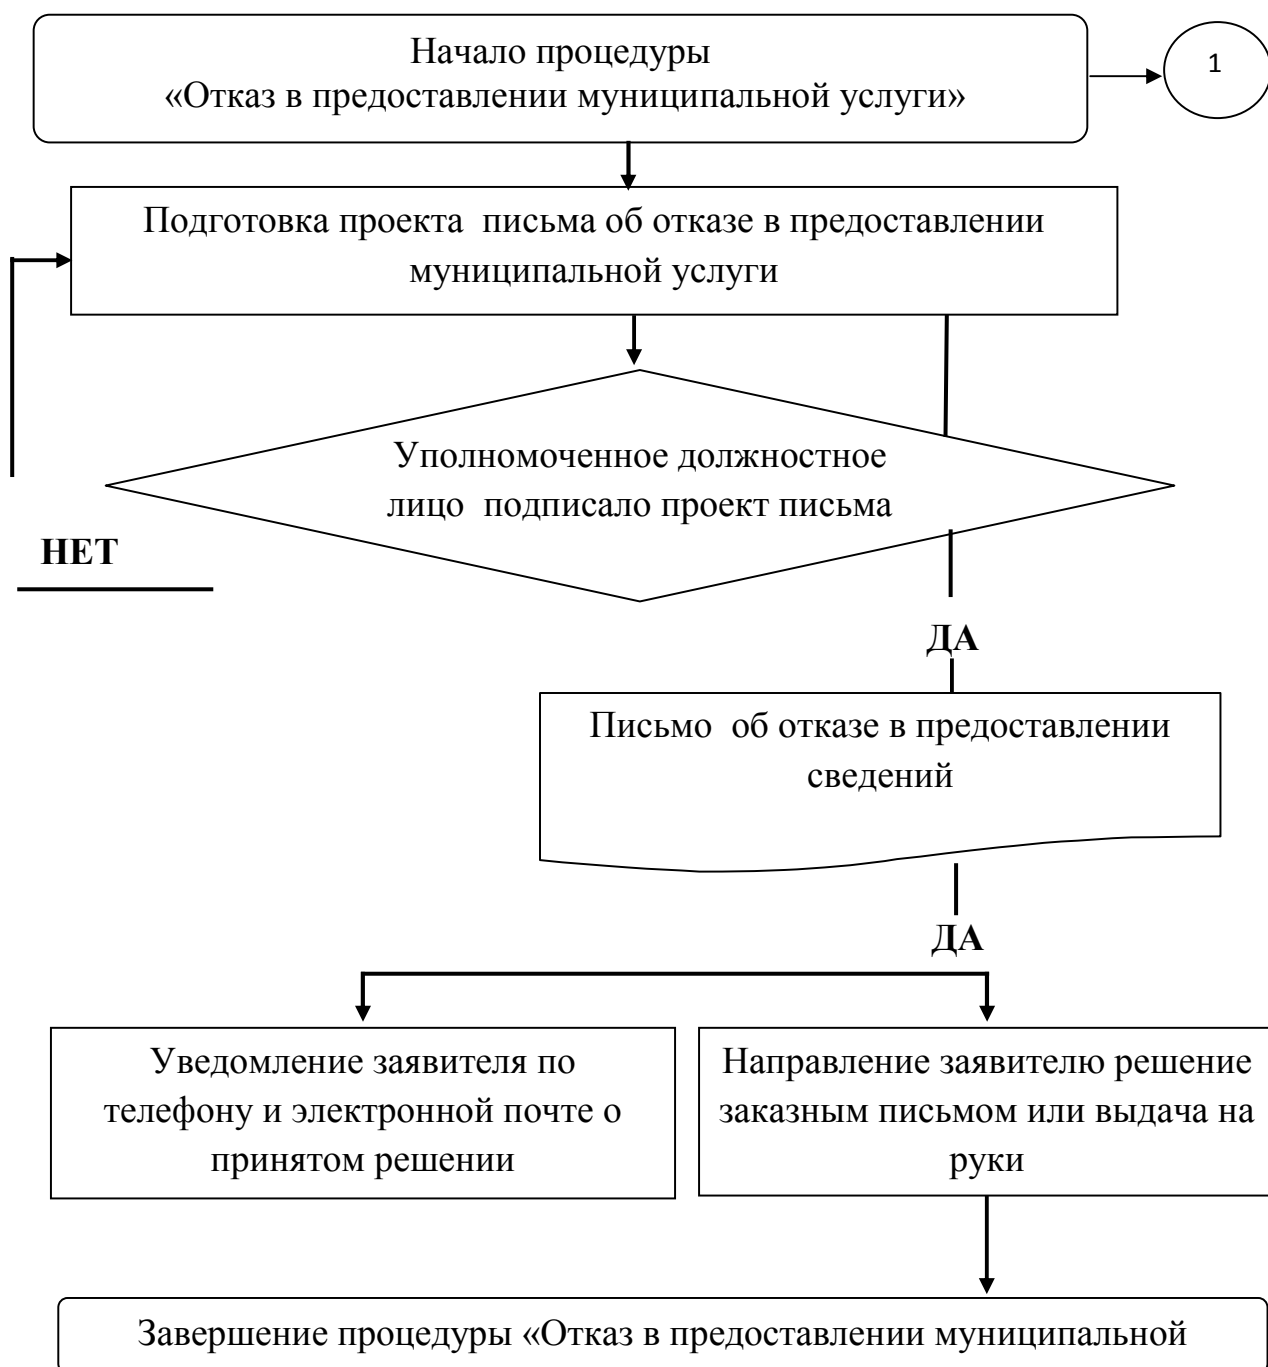 Начало процедуры
«Отказ в предоставлении муниципальной услуги»
1
Подготовка проекта  письма об отказе в предоставлении
муниципальной услуги
Уполномоченное должностное
лицо  подписало проект письма
НЕТ
ДА
Письмо  об отказе в предоставлении
сведений
ДА
Уведомление заявителя по
телефону и электронной почте о
принятом решении
Направление заявителю решение
заказным письмом или выдача на
руки
Завершение процедуры «Отказ в предоставлении муниципальной